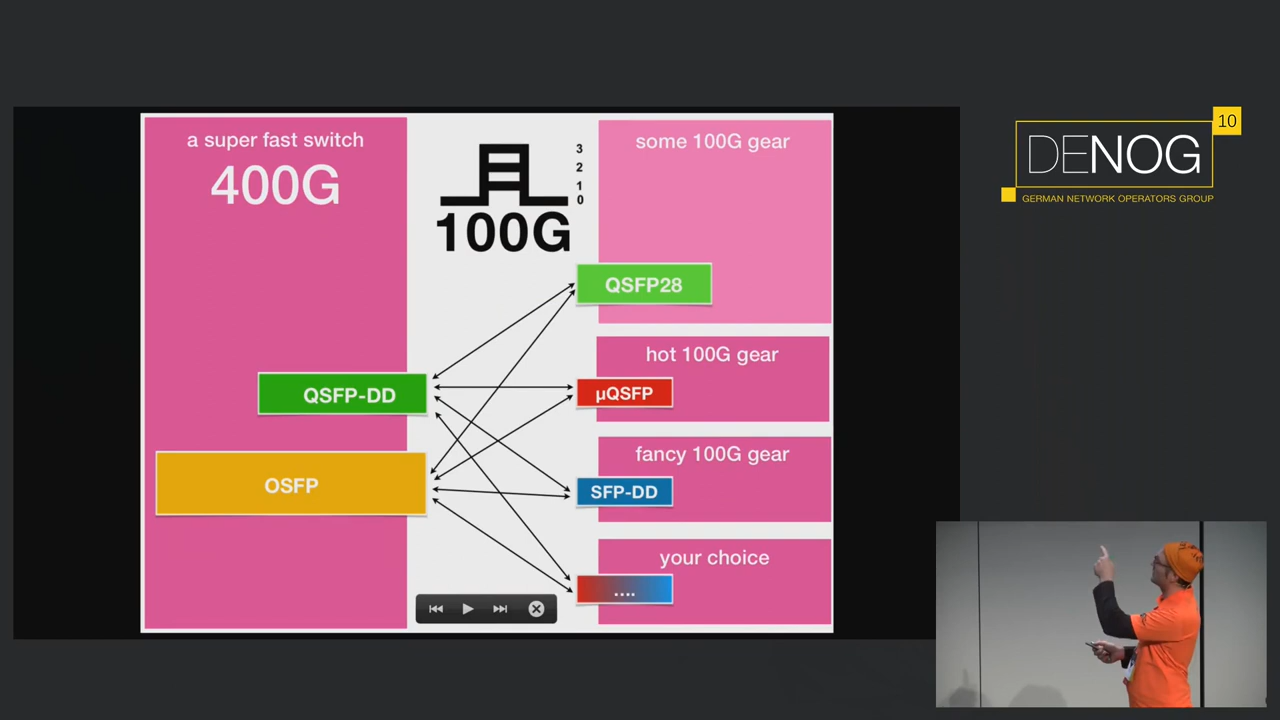 a super fast switch
400G
3
2
1
0
100G
some 100G gear
QSFP28
hot 100G gear
QSFP-DD
µQSFP
fancy 100G gear
OSFP
SFP-DD
your choice
....
DENOG
10
GERMAN NETWORK OPERATORS GROUP